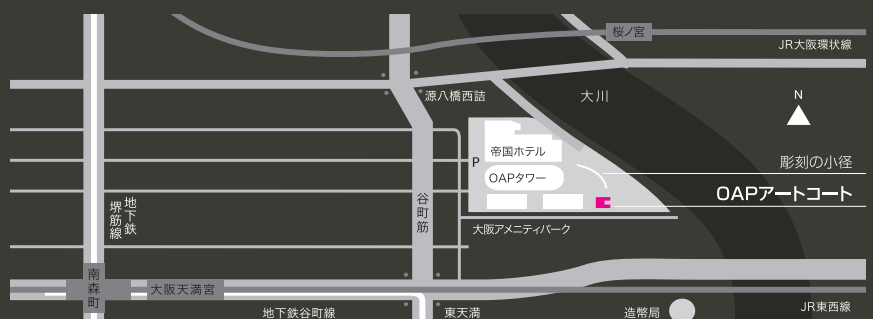 桜ノ宮
JR大阪環状線
源八橋西詰
大川
N
帝国ホテル
P
彫刻の小径
OAPタワー
OAPアートコート
谷町筋
地下鉄
堺筋線
大阪アメニティパーク
南森町
大阪天満宮
地下鉄谷町線
東天満
造幣局
JR東西線